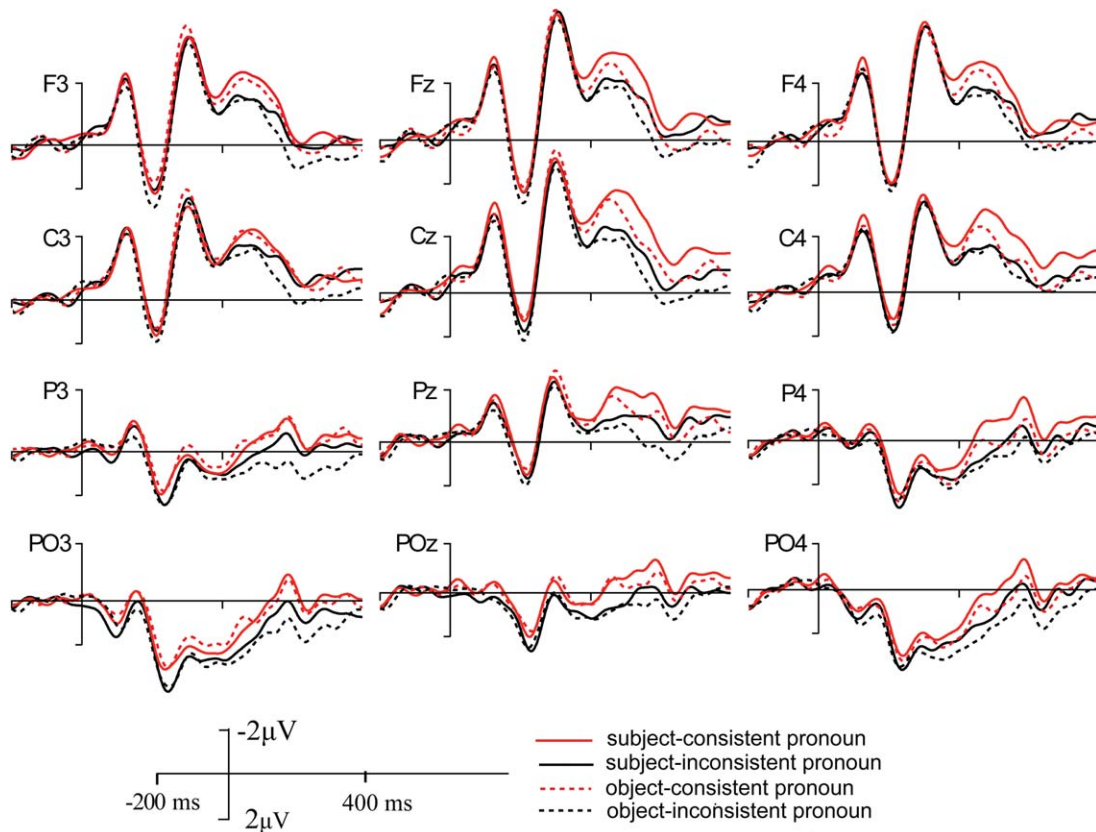 F3 Fz F4
C3 Cz C4
P3 Pz P4
PO3 POz PO4
-2µV
-200 ms 400 ms
2µV
subject-consistent pronoun
subject-inconsistent pronoun
object-consistent pronoun
object-inconsistent pronoun